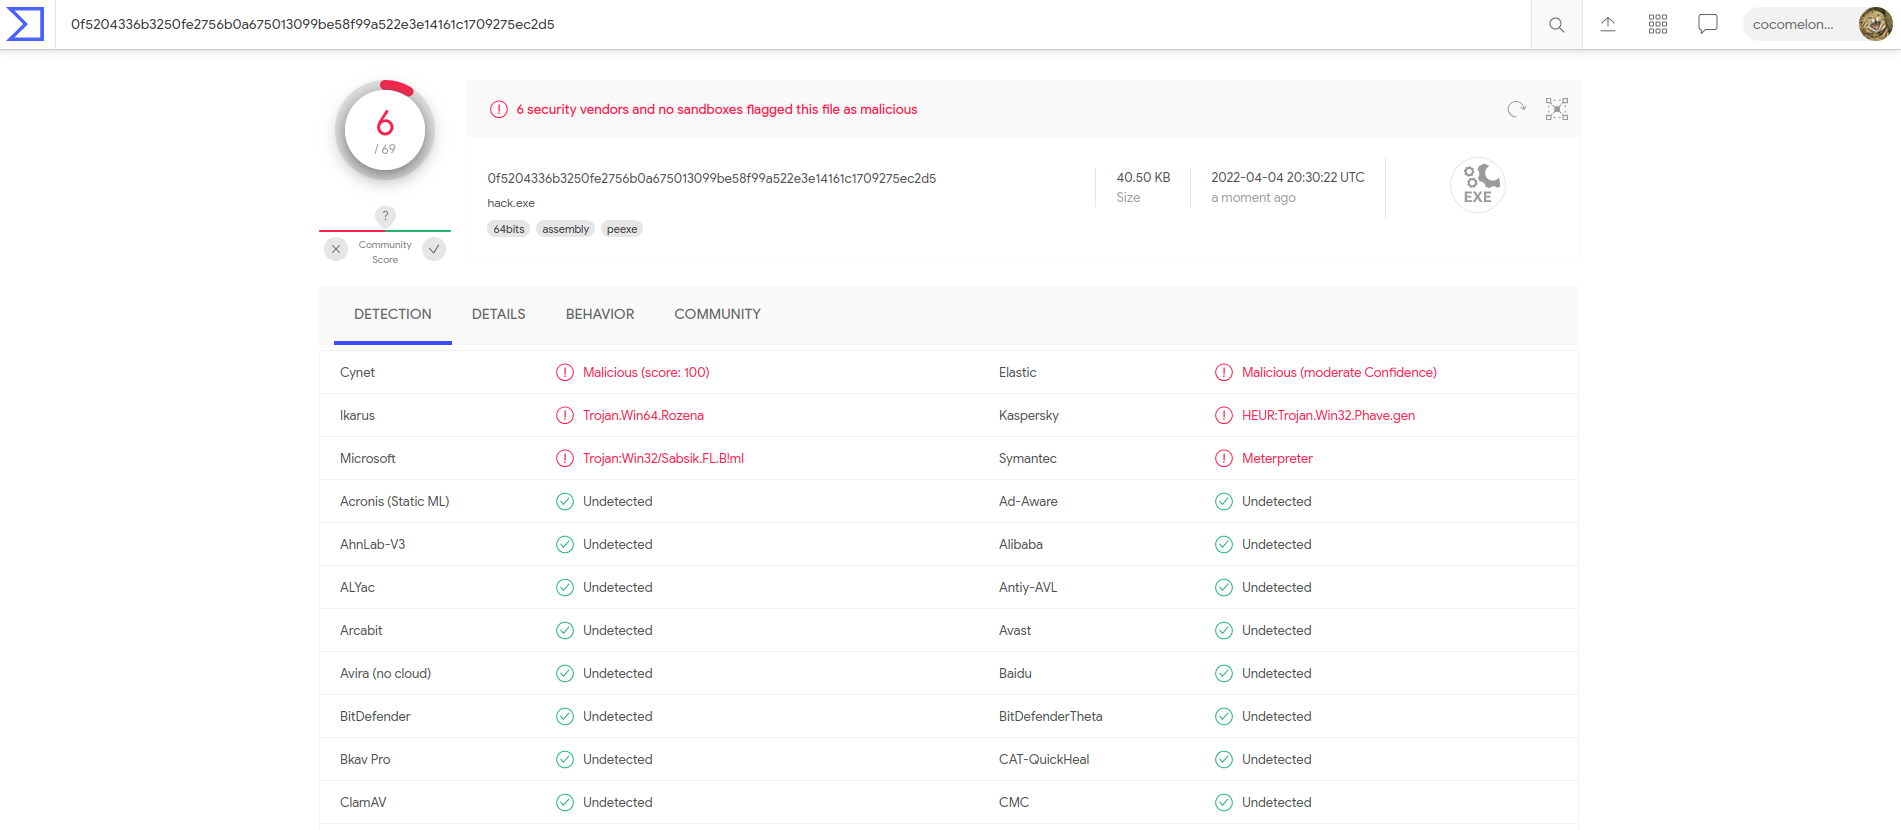 0f5204336b3250fe2756b0a675013099be58f99a522e3e14161c1709275ec2d5
cocomelon...
6
/ 69
?
Community
Score
6 security vendors and no sandboxes flagged this file as malicious
0f5204336b3250fe2756b0a675013099be58f99a522e3e14161c1709275ec2d5
hack.exe
64bits assembly peexe
40.50 KB
Size
2022-04-04 20:30:22 UTC
a moment ago
EXE
DETECTION DETAILS BEHAVIOR COMMUNITY
Cynet Malicious (score: 100) Elastic Malicious (moderate Confidence)
Ikarus Trojan.Win64.Rozena Kaspersky HEUR:Trojan.Win32.Phave.gen
Microsoft Trojan:Win32/Sabsik.FL.B!ml Symantec Meterpreter
Acronis (Static ML) Undetected Ad-Aware Undetected
AhnLab-V3 Undetected Alibaba Undetected
ALYac Undetected Antiy-AVL Undetected
Arcabit Undetected Avast Undetected
Avira (no cloud) Undetected Baidu Undetected
BitDefender Undetected BitDefenderTheta Undetected
Bkav Pro Undetected CAT-QuickHeal Undetected
ClamAV Undetected CMC Undetected